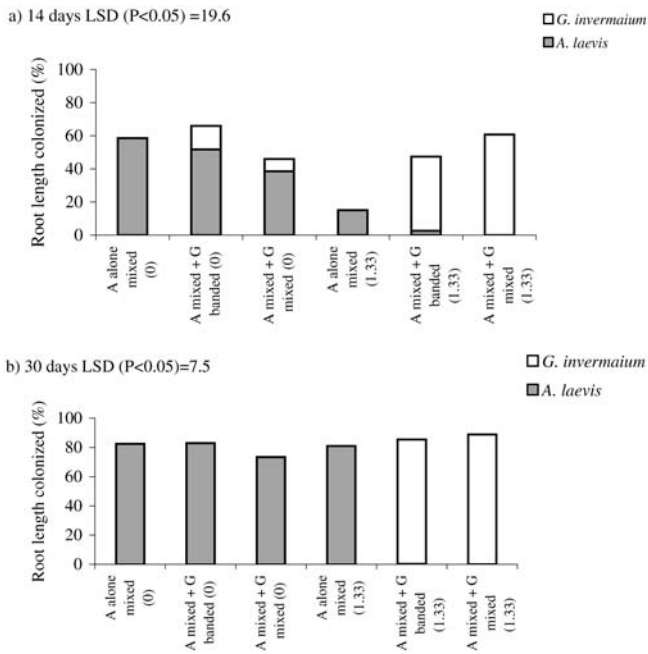 a) 14 days LSD (P<0.05) =19.6
G. invermaium
A. laevis
Root length colonized (%)
100
80
60
40
20
0
A alone
mixed
(0)
A mixed + G
banded (0)
A mixed + G
mixed (0)
A alone
mixed
(1.33)
A mixed + G
banded
(1.33)
A mixed + G
mixed (1.33)
b) 30 days LSD (P<0.05)=7.5
G. invermaium
A. laevis
Root length colonized (%)
100
80
60
40
20
0
A alone
mixed
(0)
A mixed + G
banded (0)
A mixed + G
mixed (0)
A alone
mixed
(1.33)
A mixed + G
banded
(1.33)
A mixed + G
mixed (1.33)